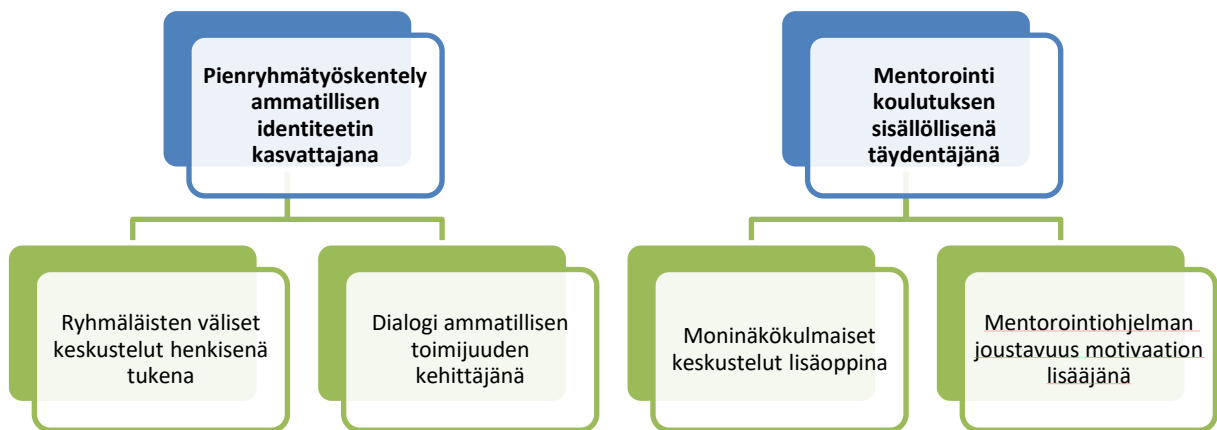 Pienryhmätyöskentely
ammatillisen
identiteetin
kasvattajana
Mentorointi
koulutuksen
sisällöllisenä
täydentäjänä
Ryhmäläisten väliset
keskustelut henkisenä
tukena
Dialogi ammatillisen
toimijuuden
kehittäjänä
Moninäkökulmaiset
keskustelut lisäoppina
Mentorointiohjelman
joustavuus motivaation
lisääjänä